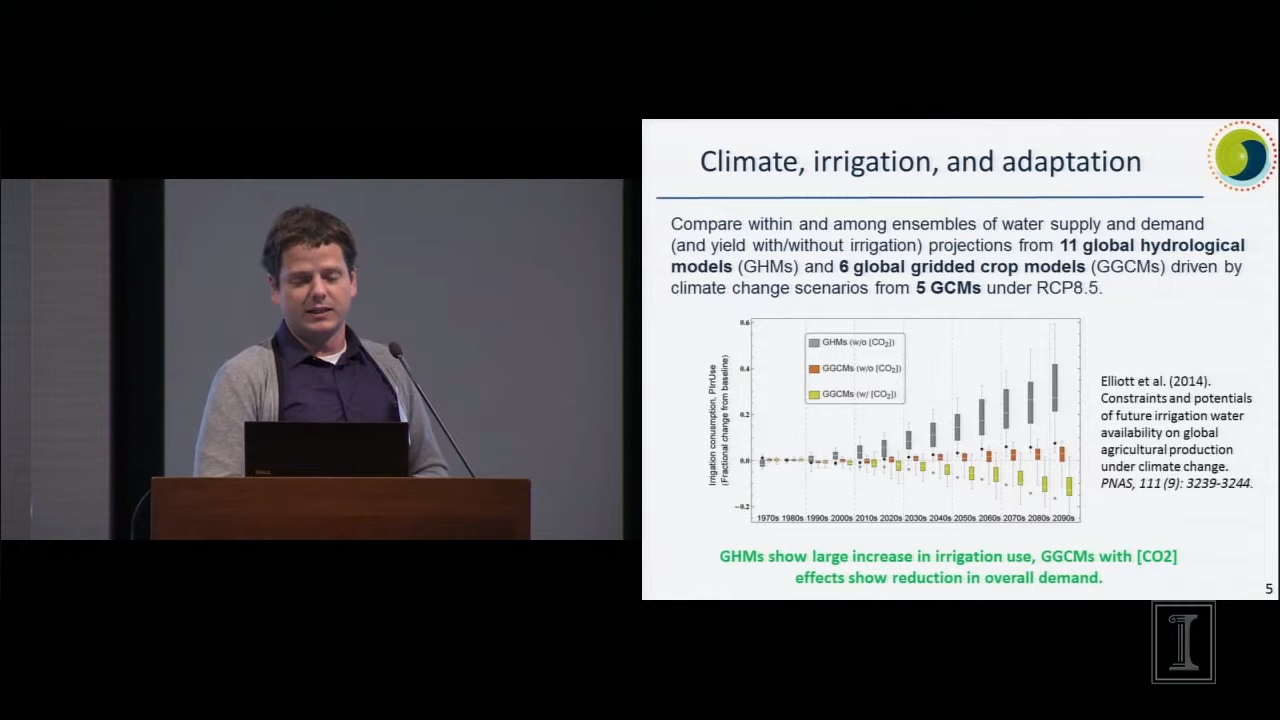 Climate, irrigation, and adaptation
Compare within and among ensembles of water supply and demand
(and yield with/without irrigation) projections from 11 global hydrological
models (GHMs) and 6 global gridded crop models (GGCMs) driven by
climate change scenarios from 5 GCMs under RCP8.5.
0.6
0.4
0.2
0.0
−0.2
Irrigation consumption, PIrrUse
(Fractional change from baseline)
GHMs (w/o [CO2])
GGCMs (w/o [CO2])
GGCMs (w/ [CO2])
1970s 1980s 1990s 2000s 2010s 2020s 2030s 2040s 2050s 2060s 2070s 2080s 2090s
Elliott et al. (2014).
Constraints and potentials
of future irrigation water
availability on global
agricultural production
under climate change.
PNAS, 111 (9): 3239-3244.
GHMs show large increase in irrigation use, GGCMs with [CO2]
effects show reduction in overall demand.
5